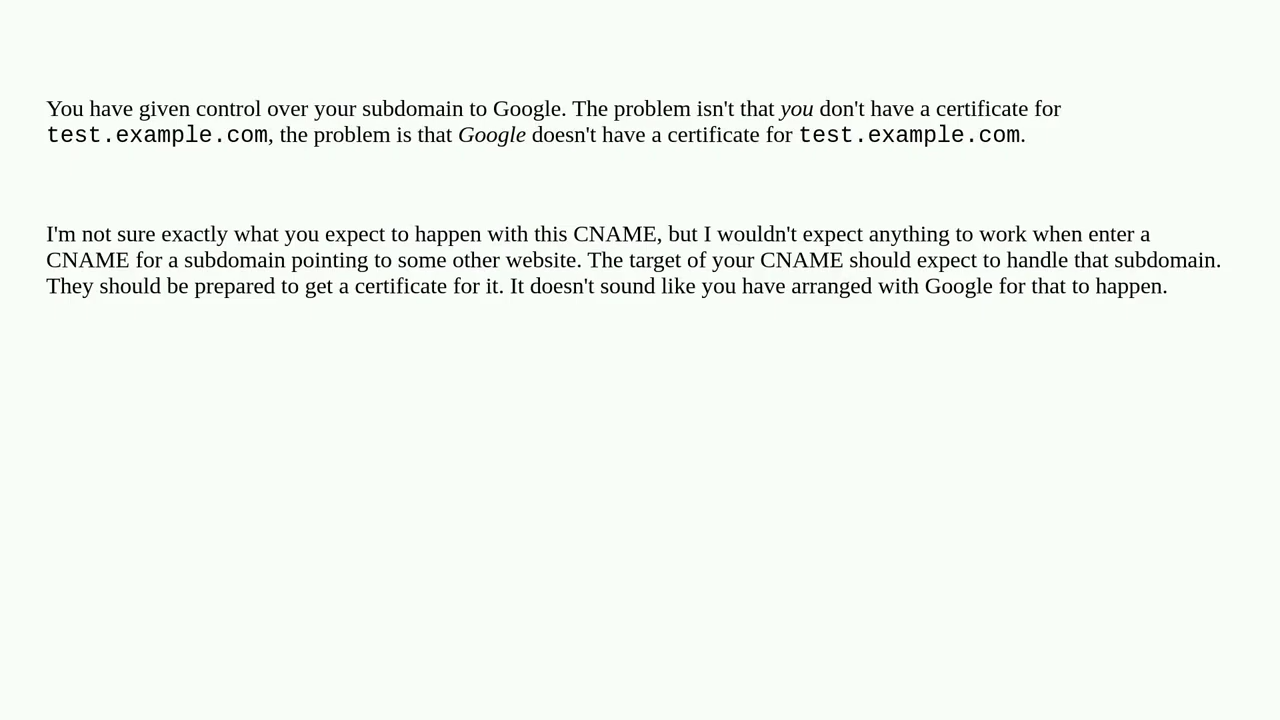 You have given control over your subdomain to Google. The problem isn't that you don't have a certificate for
test.example.com, the problem is that Google doesn't have a certificate for test.example.com.
I'm not sure exactly what you expect to happen with this CNAME, but I wouldn't expect anything to work when enter a
CNAME for a subdomain pointing to some other website. The target of your CNAME should expect to handle that subdomain.
They should be prepared to get a certificate for it. It doesn't sound like you have arranged with Google for that to happen.